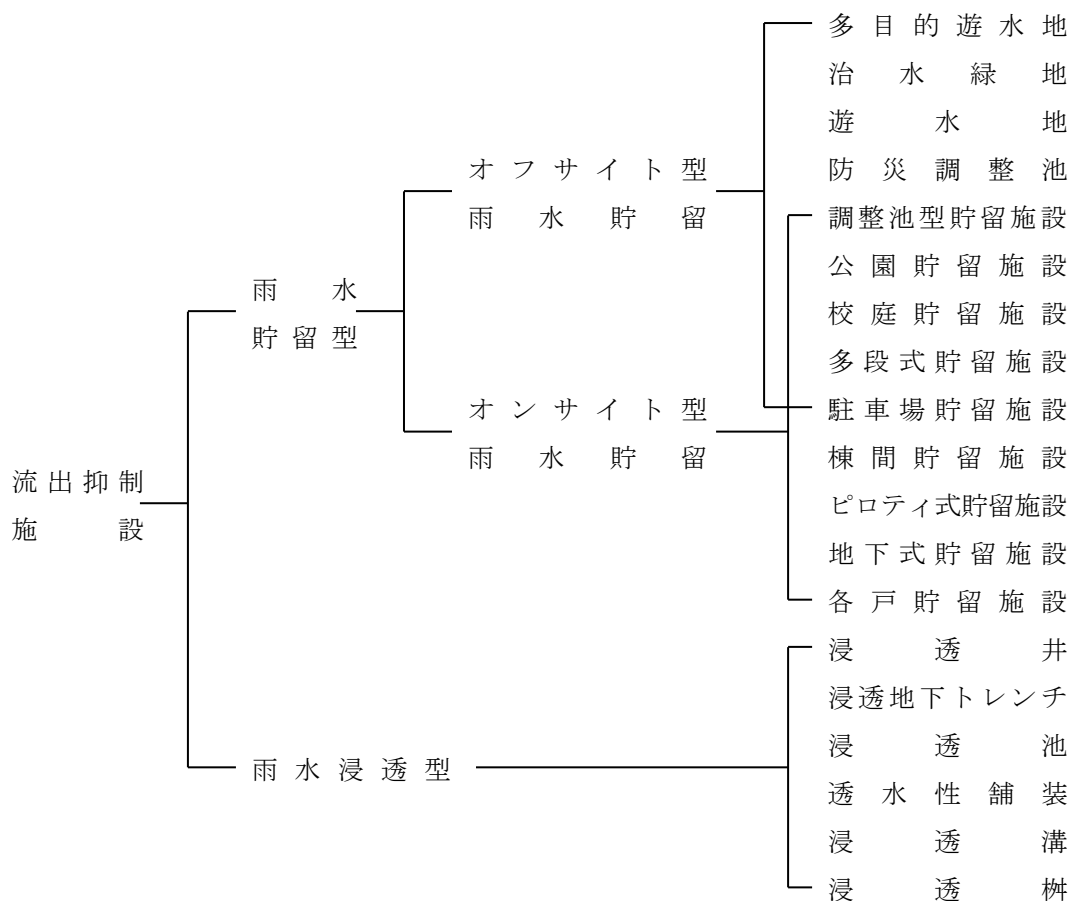 多目的遊水地
治水緑地
遊水地
防災調整池
オフサイト型
雨水貯留
調整池型貯留施設
公園貯留施設
校庭貯留施設
多段式貯留施設
駐車場貯留施設
棟間貯留施設
ピロティ式貯留施設
地下式貯留施設
各戸貯留施設
雨水
貯留型
オンサイト型
雨水貯留
流出抑制
施設
浸透井
浸透地下トレンチ
浸透池
透水性舗装
浸透溝
浸透桝
雨水浸透型